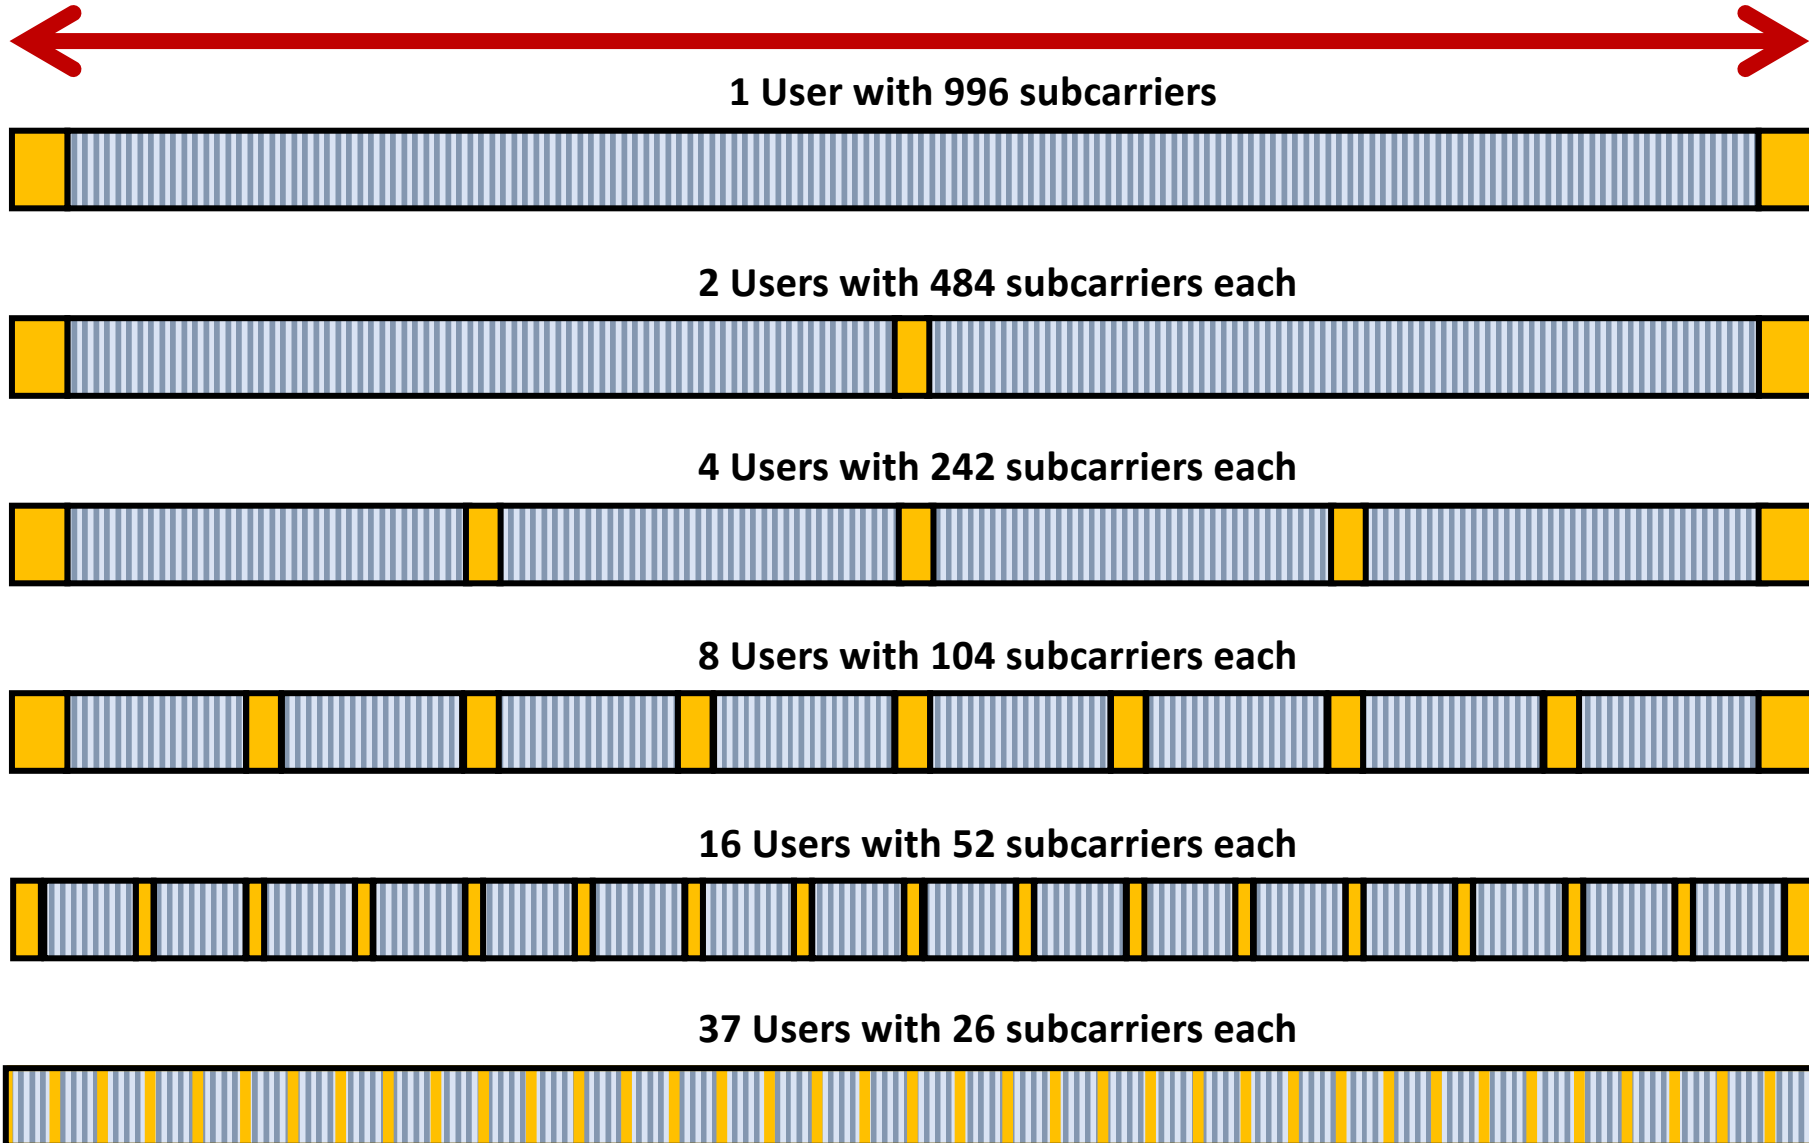 1 User with 996 subcarriers
2 Users with 484 subcarriers each
4 Users with 242 subcarriers each
8 Users with 104 subcarriers each
16 Users with 52 subcarriers each
37 Users with 26 subcarriers each